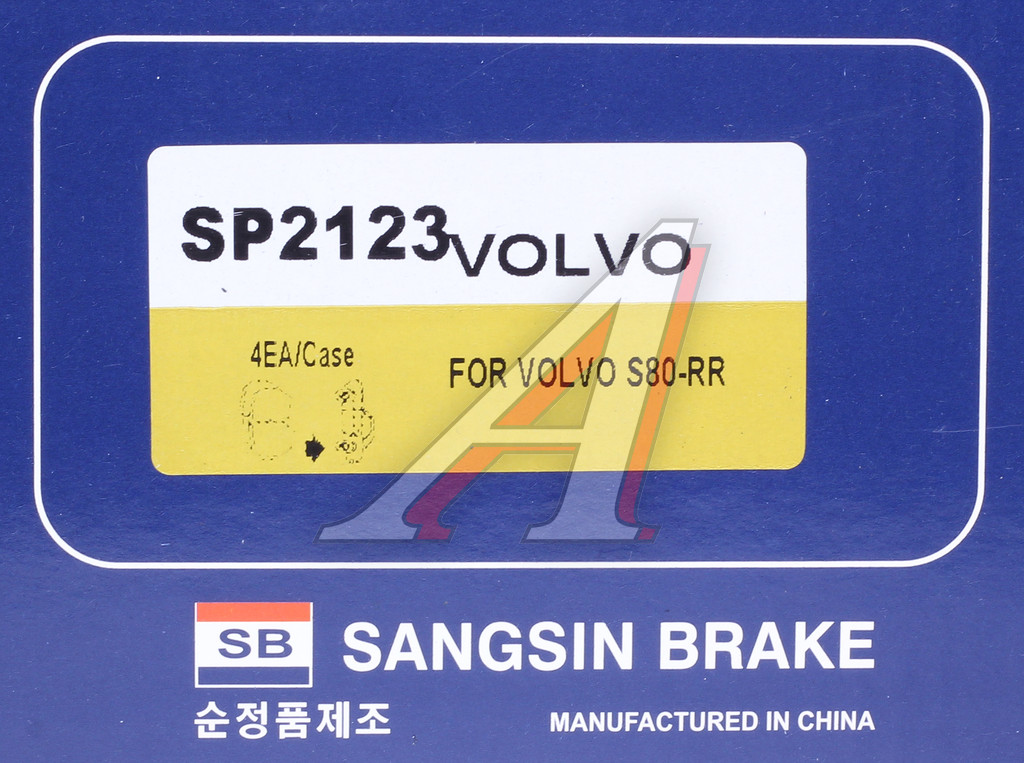 SP2123 VOLVO
4EA/Case
FOR VOLVO S80-RR
SB
SANGSIN BRAKE
순정품제조
MANUFACTURED IN CHINA